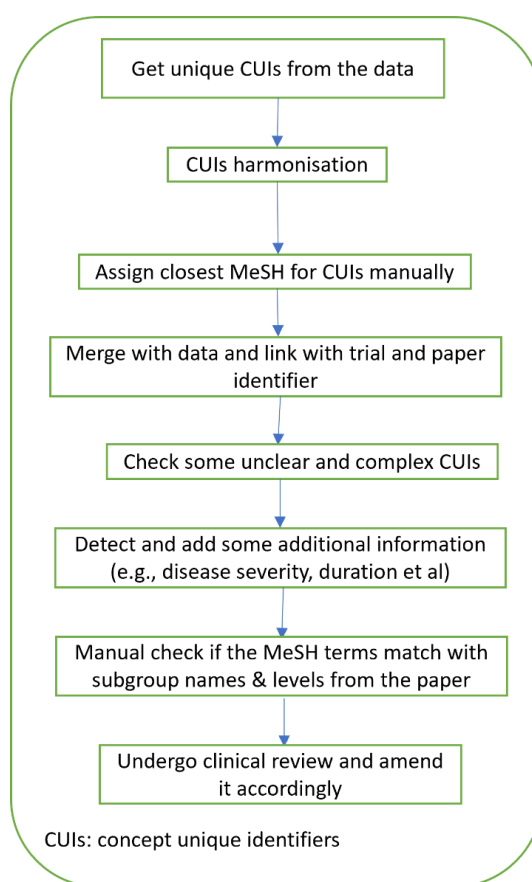 Get unique CUIs from the data
CUIs harmonisation
Assign closest MeSH for CUIs manually
Merge with data and link with trial and paper
identifier
Check some unclear and complex CUIs
Detect and add some additional information
(e.g., disease severity, duration et al)
Manual check if the MeSH terms match with
subgroup names & levels from the paper
Undergo clinical review and amend
it accordingly
CUIs: concept unique identifiers